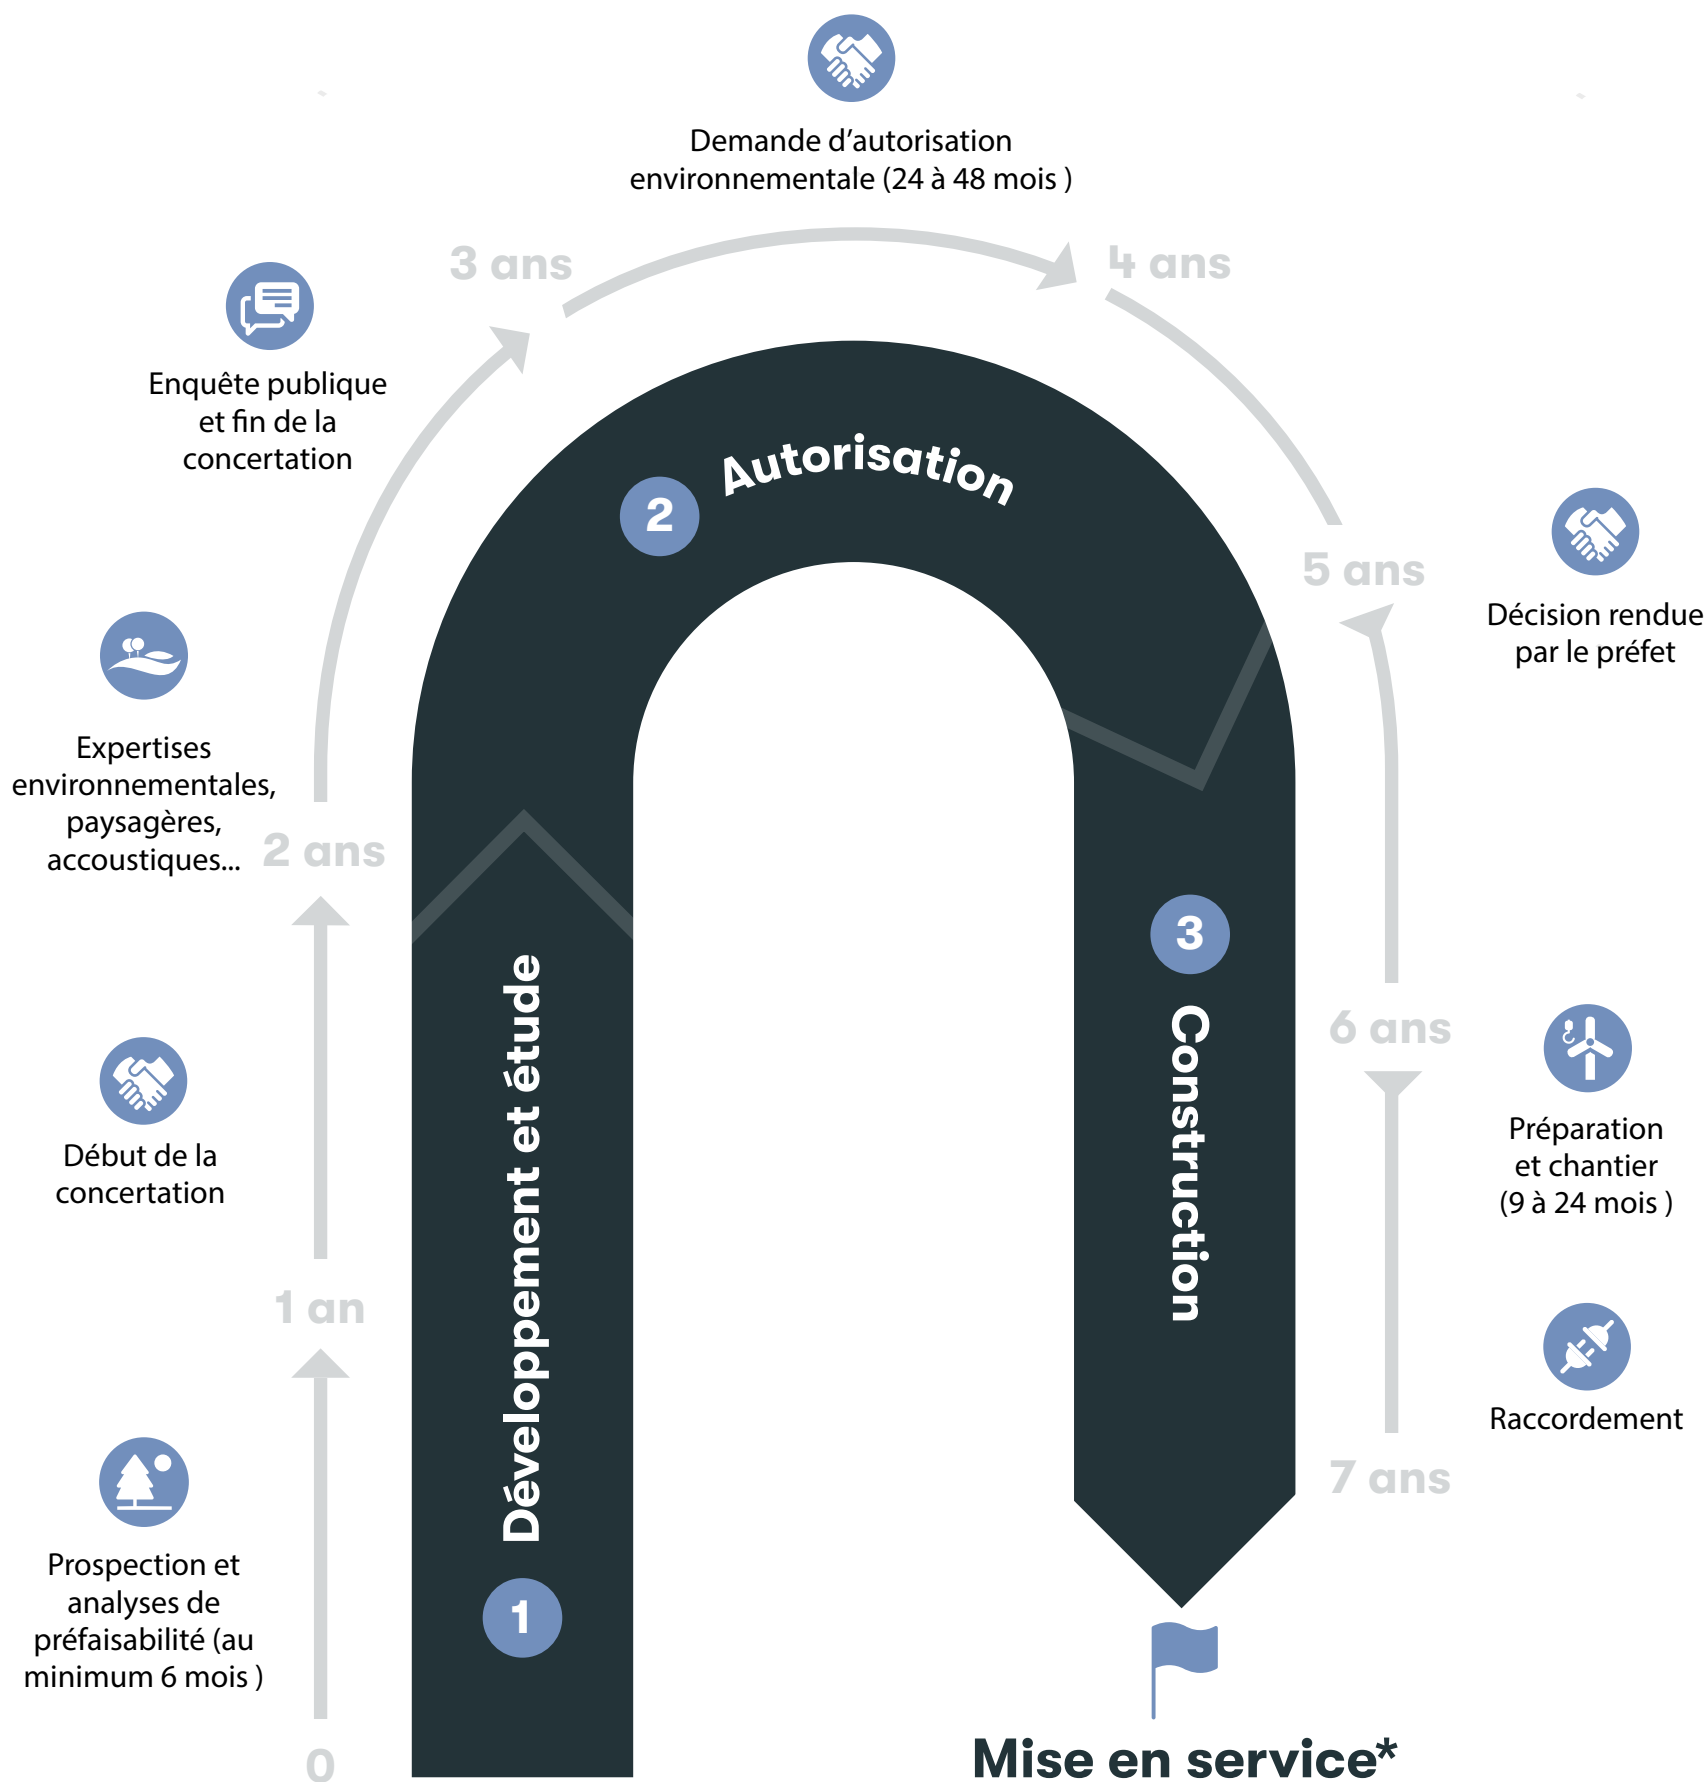 Demande d’autorisation
environnementale (24 à 48 mois )
3 ans
4 ans
Enquête publique
et fin de la
concertation
2
Autorisation
5 ans
Décision rendue
par le préfet
Expertises
environnementales,
paysagères,
accoustiques...
2 ans
3
Construction
6 ans
Préparation
et chantier
(9 à 24 mois )
Début de la
concertation
1 an
Développement et étude
1
Raccordement
7 ans
Prospection et
analyses de
préfaisabilité (au
minimum 6 mois )
0
Mise en service*